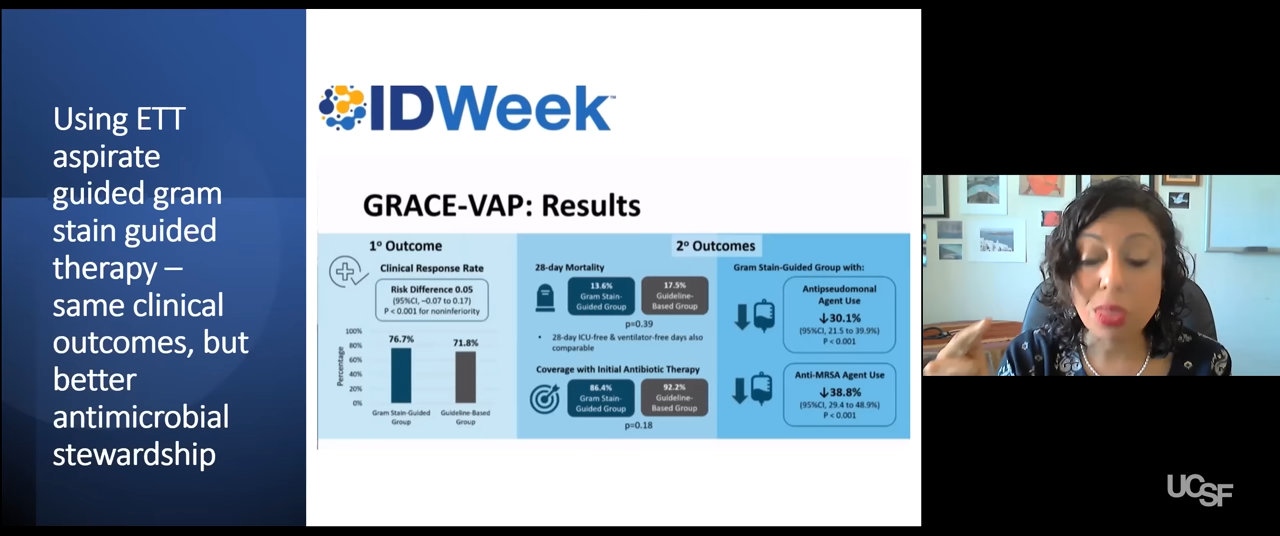 Using ETT
aspirate
guided gram
stain guided
therapy –
same clinical
outcomes, but
better
antimicrobial
stewardship
IDWeek™
GRACE-VAP: Results
1º Outcome
Clinical Response Rate
Risk Difference 0.05
(95%CI, –0.07 to 0.17)
P < 0.001 for noninferiority
Percentage
100%
80%
60%
40%
20%
0%
76.7%
71.8%
Gram Stain-Guided
Group
Guideline-Based
Group
2º Outcomes
28-day Mortality
13.6%
Gram Stain-
Guided Group
17.5%
Guideline-
Based Group
p=0.39
• 28-day ICU-free & ventilator-free days also
comparable
Coverage with Initial Antibiotic Therapy
86.4%
Gram Stain-
Guided Group
92.2%
Guideline-
Based Group
p=0.18
Gram Stain-Guided Group with:
Antipseudomonal
Agent Use
↓30.1%
(95%CI, 21.5 to 39.9%)
P < 0.001
Anti-MRSA Agent Use
↓38.8%
(95%CI, 29.4 to 48.9%)
P < 0.001
UCSF